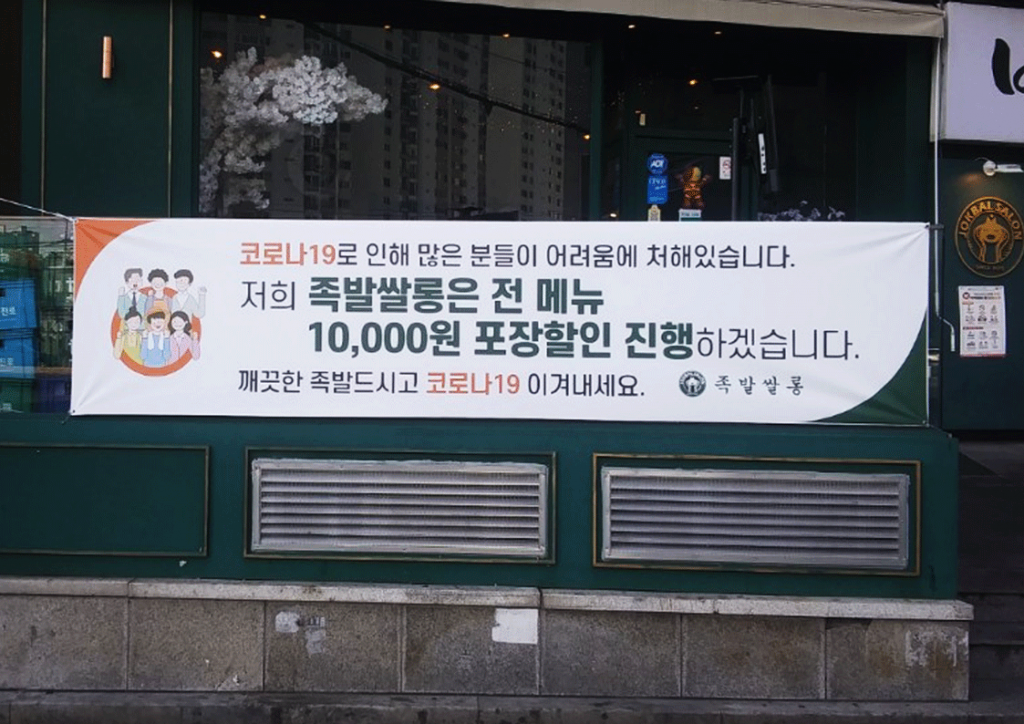 코로나19로 인해 많은 분들이 어려움에 처해있습니다.
저희 족발쌀롱은 전 메뉴
10,000원 포장할인 진행하겠습니다.
깨끗한 족발드시고 코로나19 이겨내세요.
족발쌀롱
JOKBAL SALON
ADT